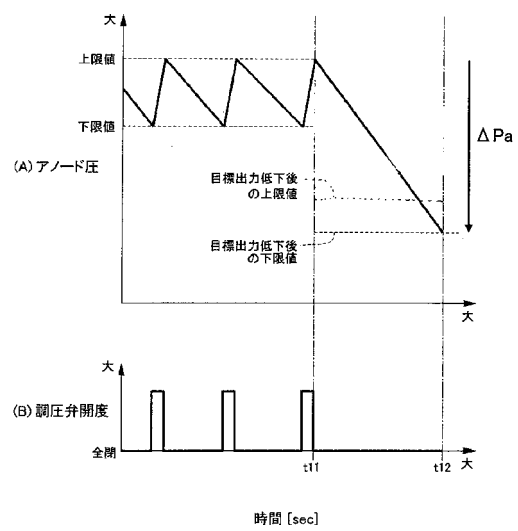 大
上限値
下限値
(A) アノード圧
目標出力低下後
の上限値
目標出力低下後
の下限値
ΔPa
大
大
(B) 調圧弁開度
全閉
t11
t12
大
時間 [sec]